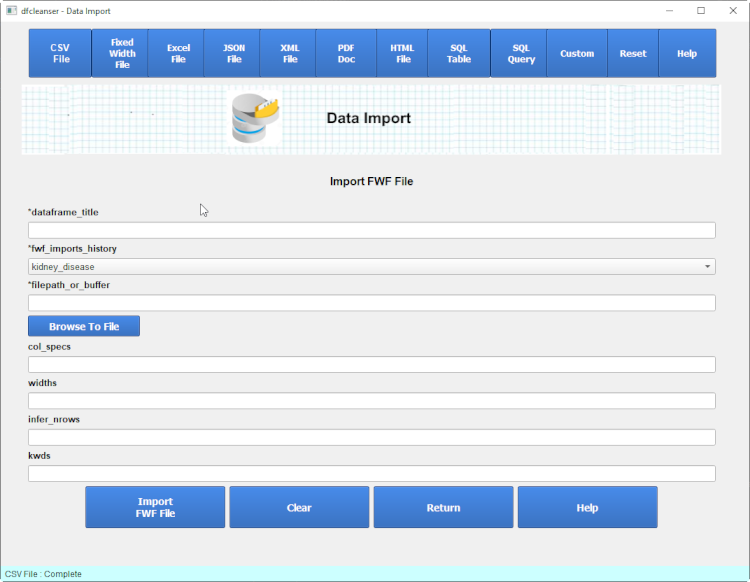 dfcleanser - Data Import
CSV
File
Fixed
Width
File
Excel
File
JSON
File
XML
File
PDF
Doc
HTML
File
SQL
Table
SQL
Query
Custom
Reset
Help
Data Import
Import FWF File
*dataframe_title
*fwf_imports_history
kidney_disease
*filepath_or_buffer
Browse To File
col_specs
widths
infer_nrows
kwds
Import
FWF File
Clear
Return
Help
CSV File : Complete